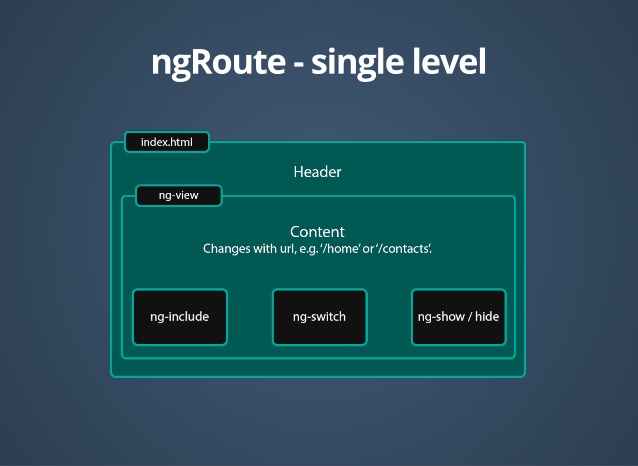 ngRoute - single level
index.html
Header
ng-view
Content
Changes with url, e.g. '/home' or '/contacts'.
ng-include
ng-switch
ng-show / hide